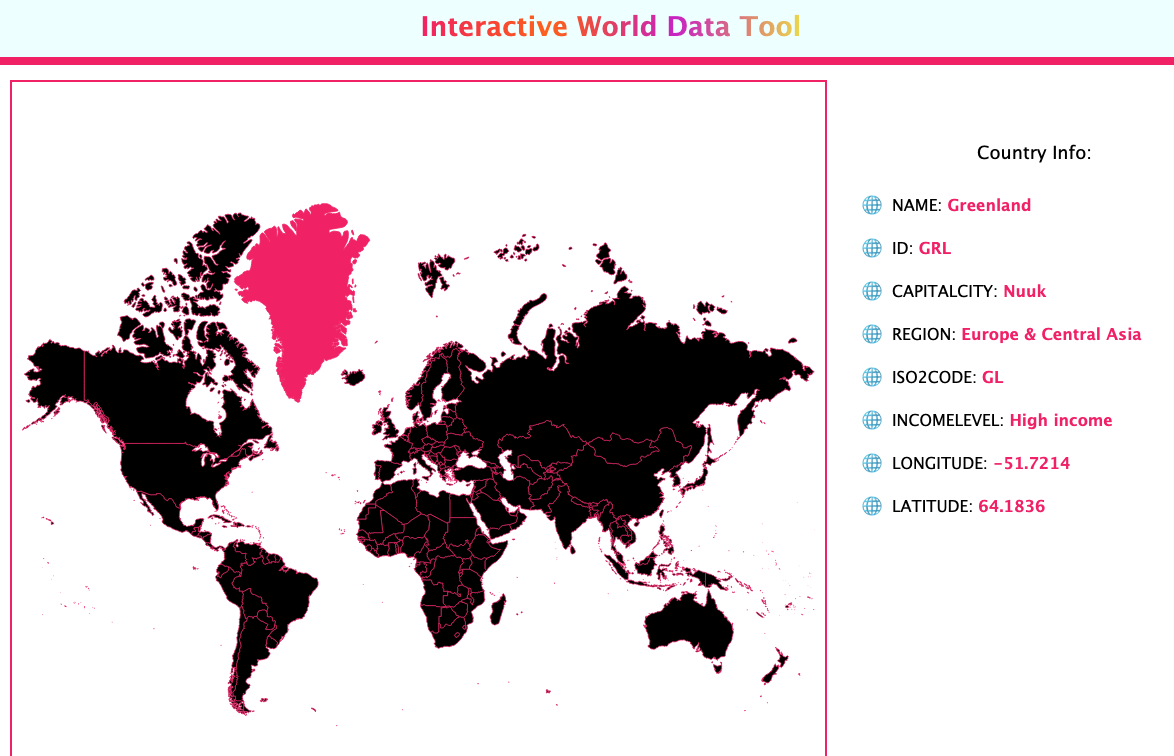 Interactive World Data Tool
Country Info:
NAME: Greenland
ID: GRL
CAPITALCITY: Nuuk
REGION: Europe & Central Asia
ISO2CODE: GL
INCOMELEVEL: High income
LONGITUDE: -51.7214
LATITUDE: 64.1836